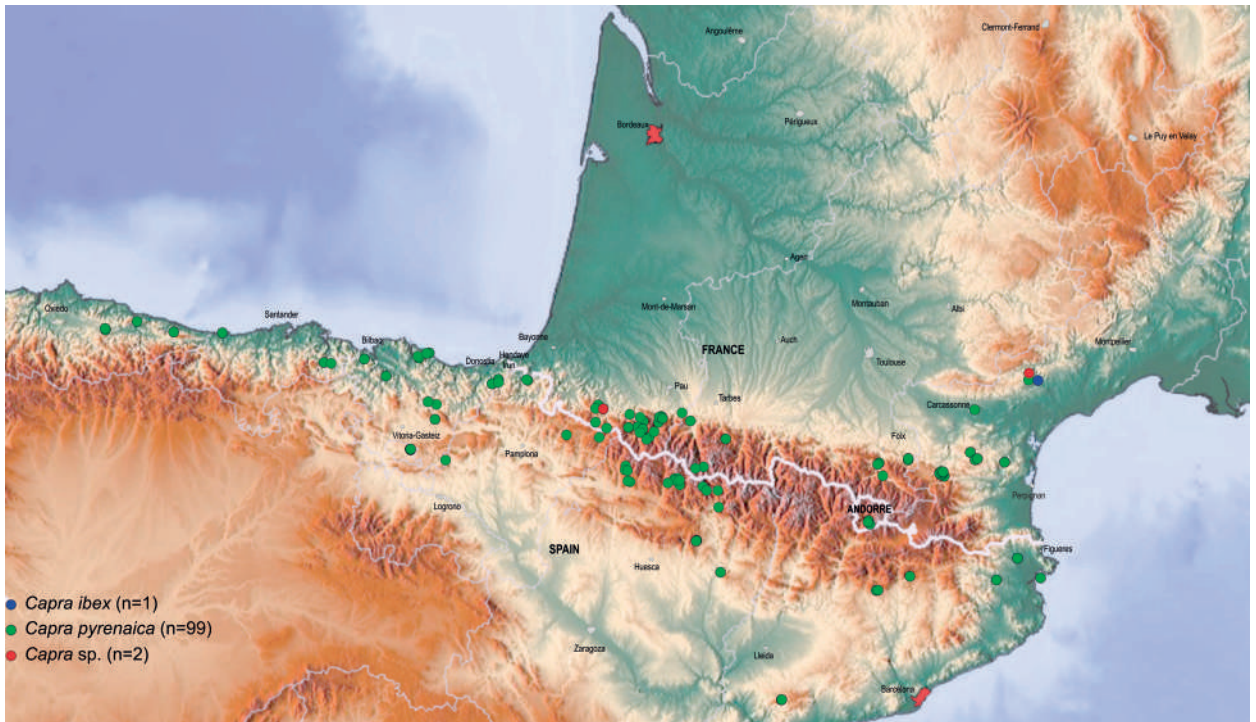 Angoulême
Clermont-Ferrand
Bordeaux
Périgueux
Le Puy en Velay
Agen
Mont-de-Marsan
Montauban
Albi
Oviedo
Santander
Bilbao
Bayonne
Hendaye
Donostia
Irun
FRANCE
Auch
Toulouse
Montpellier
Pau
Tarbes
Carcassonne
Vitoria-Gasteiz
Foix
Pamplona
Logrono
Perpignan
ANDORRE
SPAIN
Figueres
Huesca
Capra ibex (n=1)
Capra pyrenaica (n=99)
Capra sp. (n=2)
Zaragoza
Lleida
Barcelona